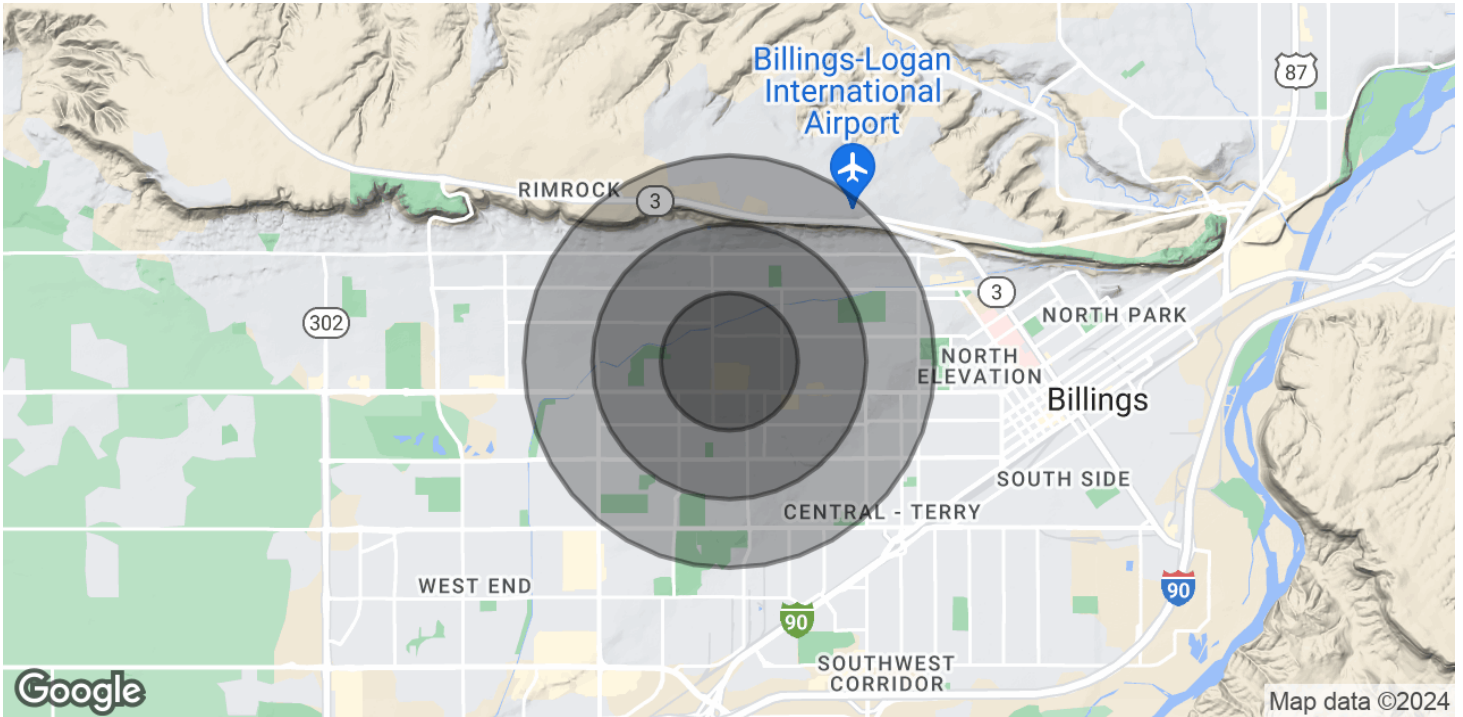 Billings-Logan
International
Airport
87
RIMROCK
3
3
302
NORTH PARK
NORTH
ELEVATION
Billings
SOUTH SIDE
CENTRAL - TERRY
WEST END
90
90
SOUTHWEST
CORRIDOR
Google
Map data ©2024